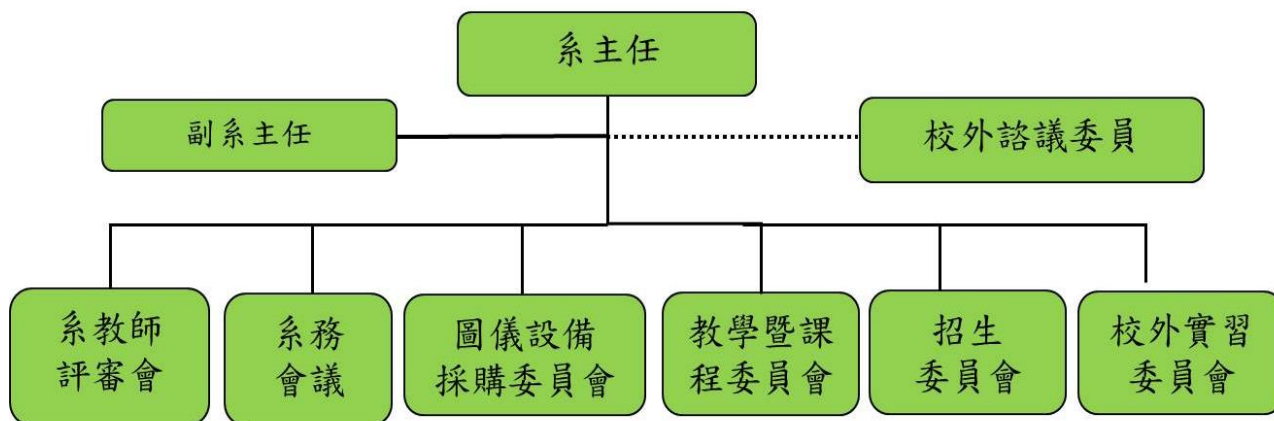 系主任
副系主任
校外諮議委員
系教師
評審會
系務
會議
圖儀設備
採購委員會
教學暨課
程委員會
招生
委員會
校外實習
委員會